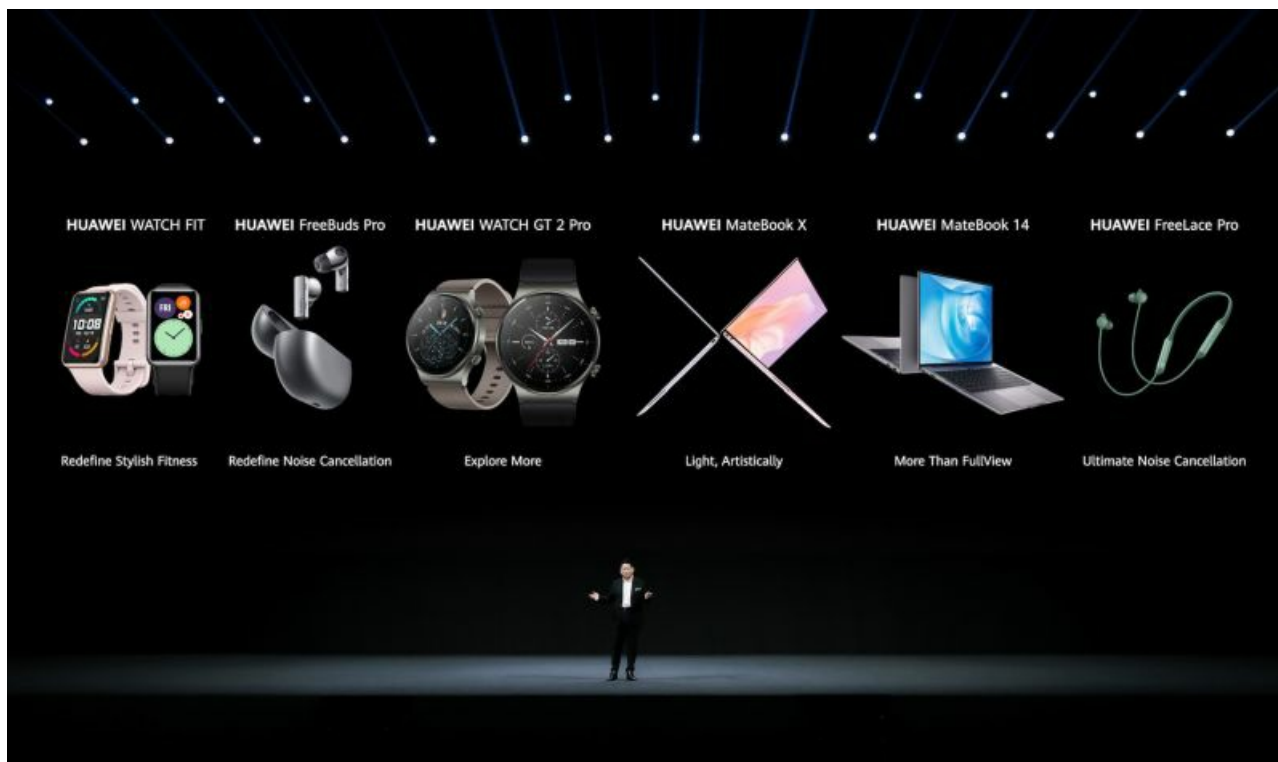 HUAWEI WATCH FIT
HUAWEI FreeBuds Pro
HUAWEI WATCH GT 2 Pro
HUAWEI MateBook X
HUAWEI MateBook 14
HUAWEI FreeLace Pro
10:08
FRI
Redefine Stylish Fitness
Redefine Noise Cancellation
Explore More
Light, Artistically
More Than FullView
Ultimate Noise Cancellation